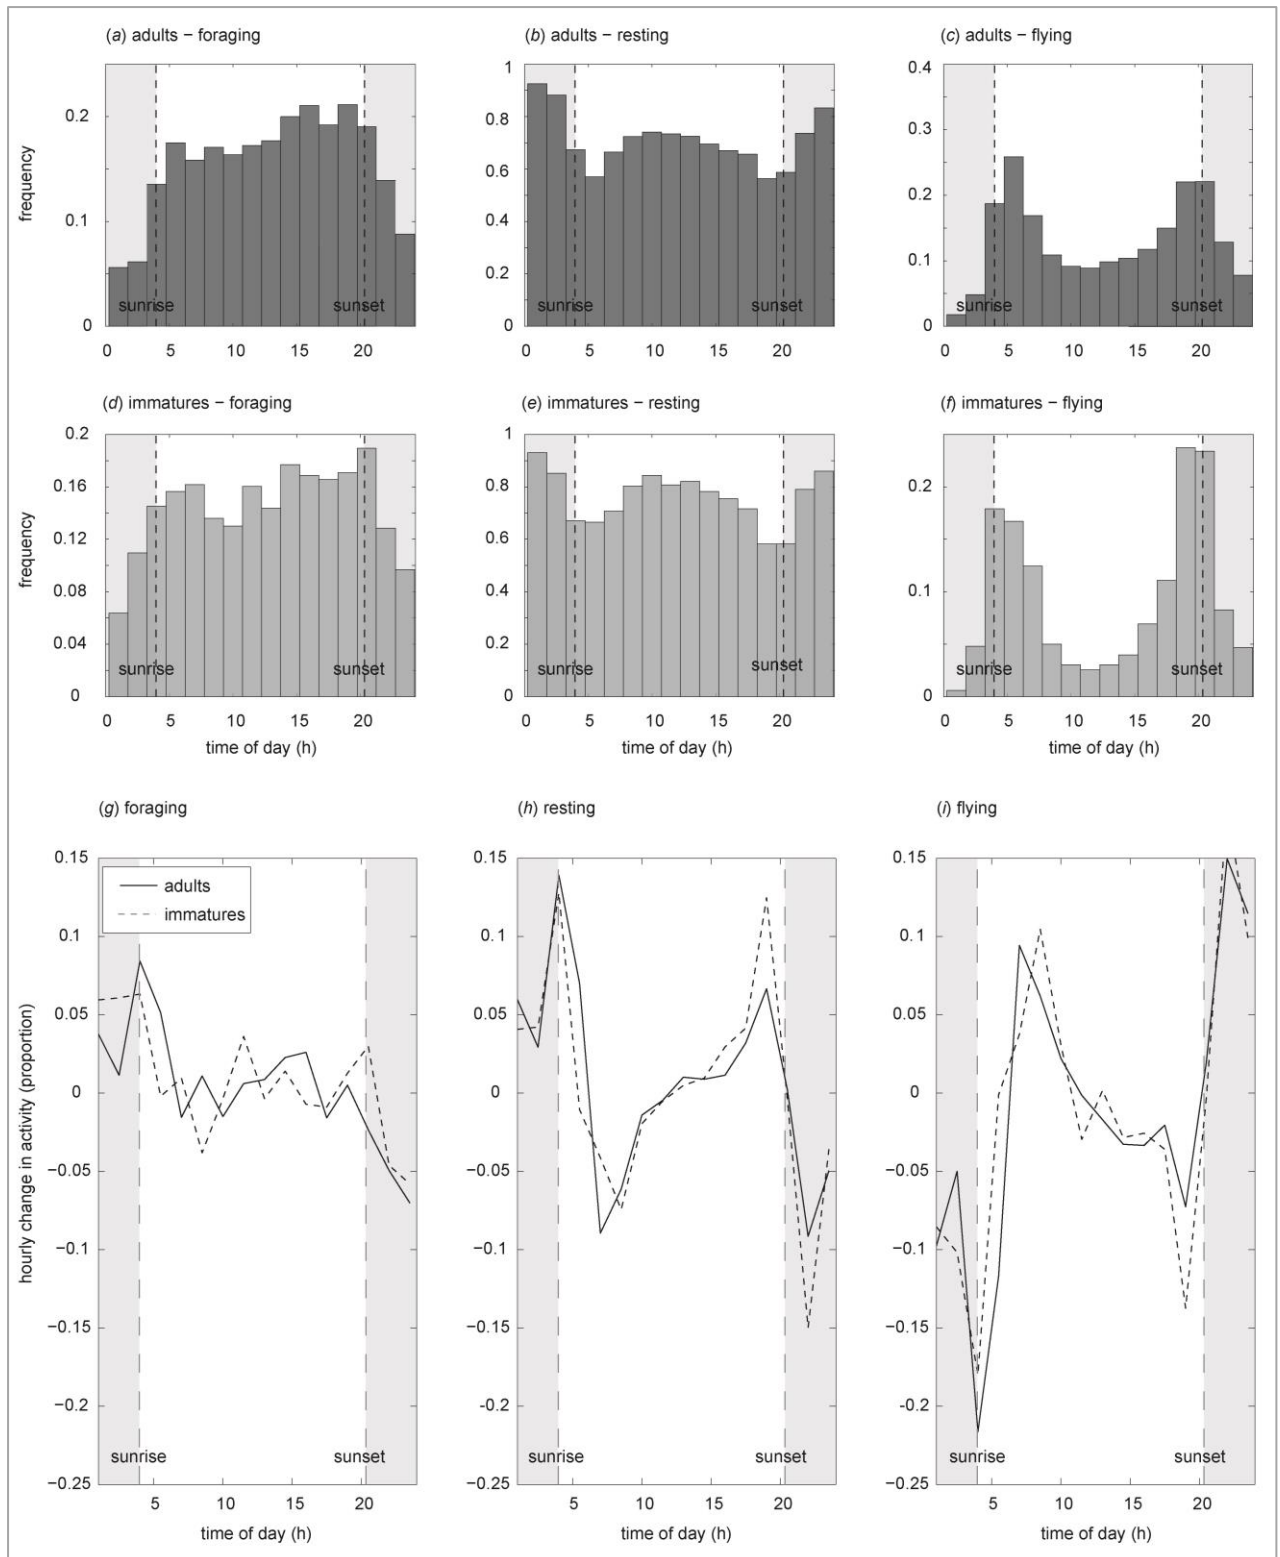 (a) adults – foraging
(b) adults – resting
(c) adults – flying
frequency
0.2
0.1
0
sunrise
sunset
0 5 10 15 20
1
0.8
0.6
0.4
0.2
0
sunrise
sunset
0 5 10 15 20
0.4
0.3
0.2
0.1
0
sunrise
sunset
0 5 10 15 20
(d) immatures – foraging
(e) immatures – resting
(f) immatures – flying
frequency
0.2
0.16
0.12
0.08
0.04
0
sunrise
sunset
0 5 10 15 20
time of day (h)
1
0.8
0.6
0.4
0.2
0
sunrise
sunset
0 5 10 15 20
time of day (h)
0.2
0.1
0
sunrise
sunset
0 5 10 15 20
time of day (h)
(g) foraging
(h) resting
(i) flying
hourly change in activity (proportion)
0.15
0.1
0.05
0
−0.05
−0.1
−0.15
−0.2
−0.25
adults
immatures
sunrise
sunset
5 10 15 20
time of day (h)
0.15
0.1
0.05
0
−0.05
−0.1
−0.15
-0.2
−0.25
sunrise
sunset
5 10 15 20
time of day (h)
0.15
0.1
0.05
0
−0.05
−0.1
−0.15
-0.2
−0.25
sunrise
sunset
5 10 15 20
time of day (h)